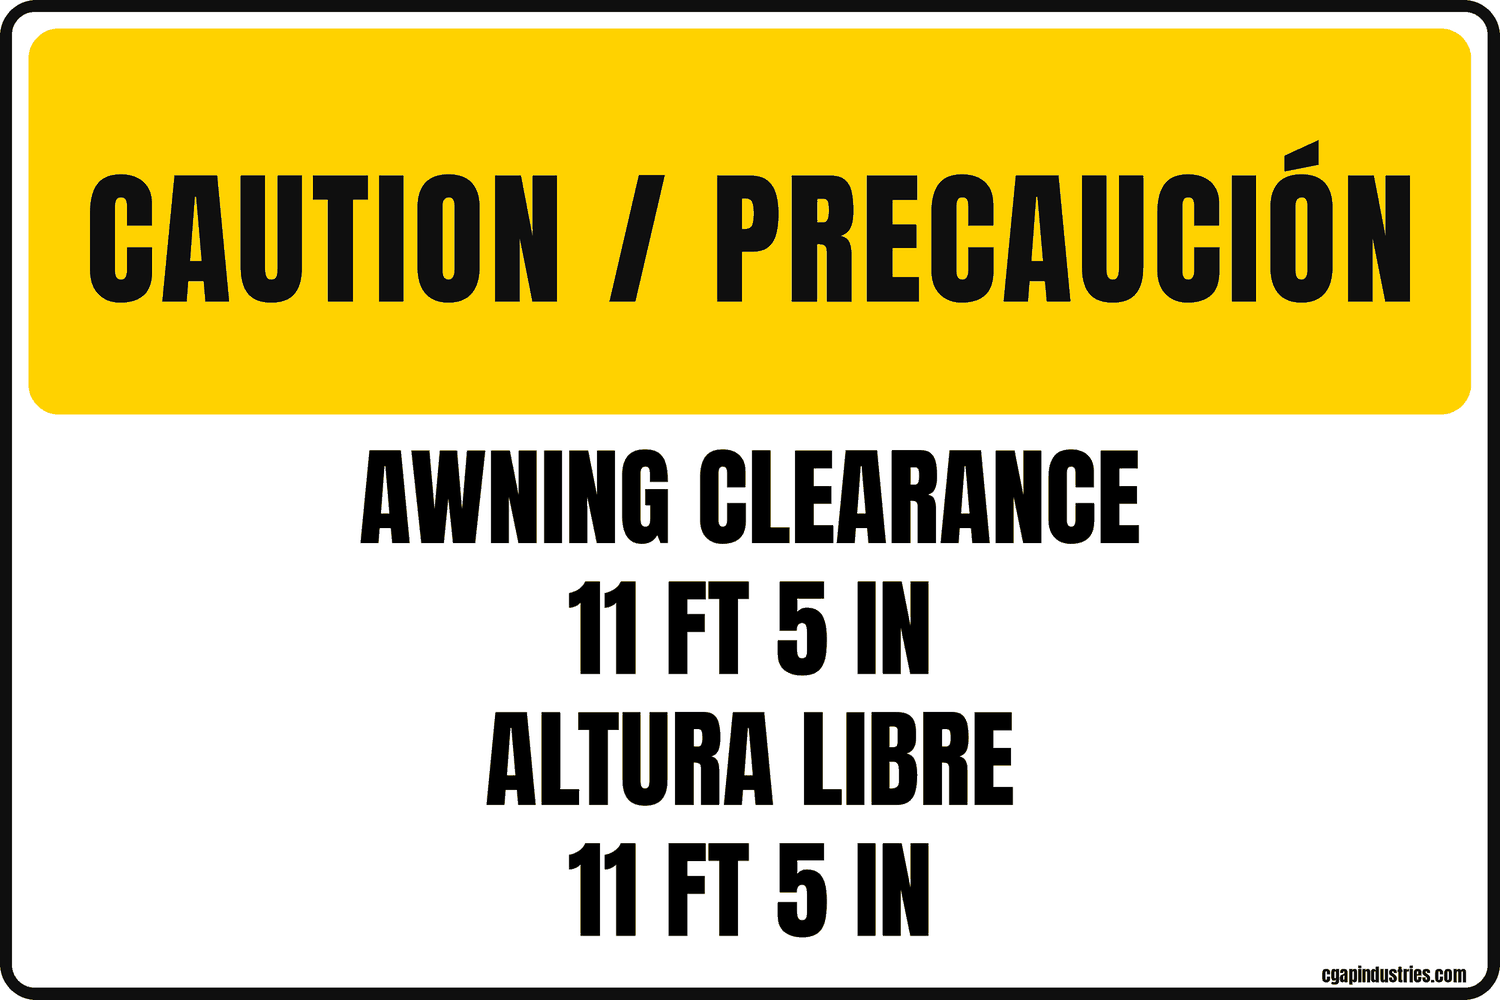 CAUTION / PRECAUCIÓN
AWNING CLEARANCE
11 FT 5 IN
ALTURA LIBRE
11 FT 5 IN
cgapindustries.com